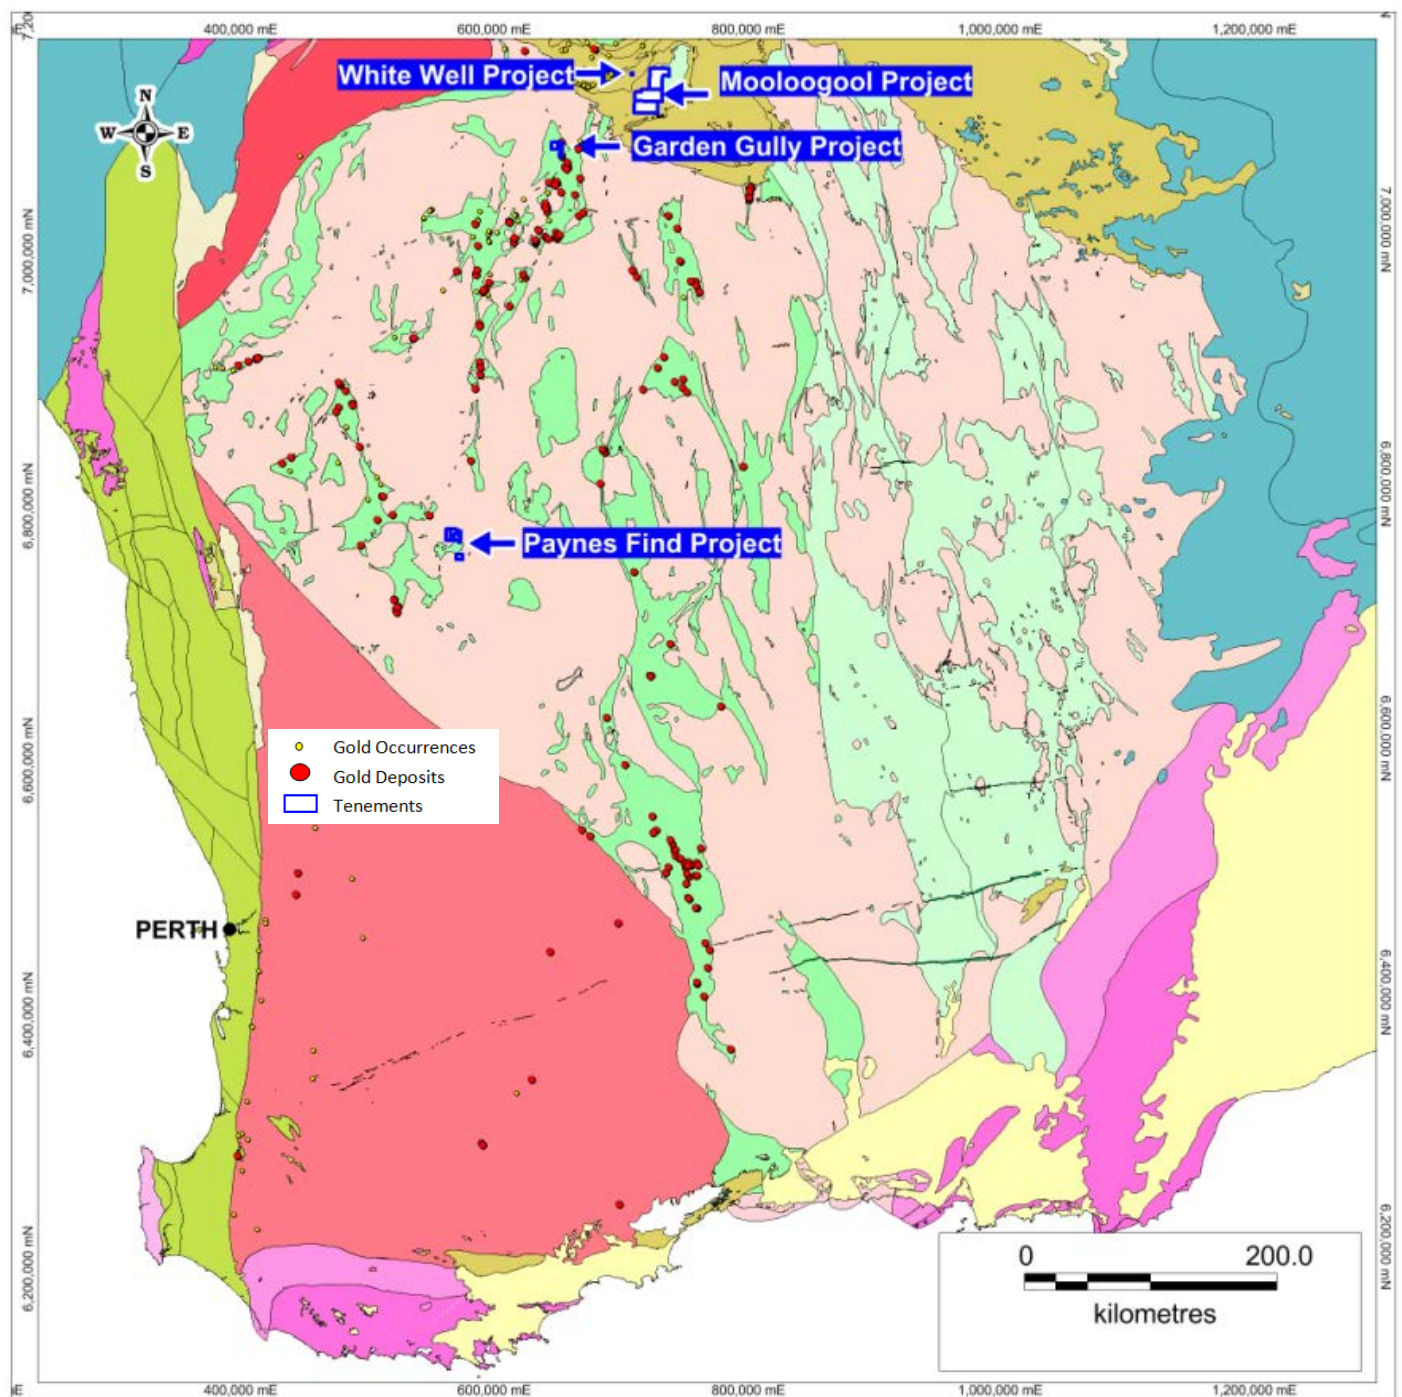 7,20
400,000 mE
600,000 mE
800,000 mE
1,000,000 mE
1,200,000 mE
N
E
White Well Project
Mooloogool Project
N
W
E
S
Garden Gully Project
7,000,000 mN
7,000,000 mN
6,800,000 mN
6,800,000 mN
Paynes Find Project
6,600,000 mN
6,600,000 mN
Gold Occurrences
Gold Deposits
Tenements
PERTH
6,400,000 mN
6,400,000 mN
6,200,000 mN
6,200,000 mN
0
200.0
kilometres
E
400,000 mE
600,000 mE
800,000 mE
1,000,000 mE
1,200,000 mE